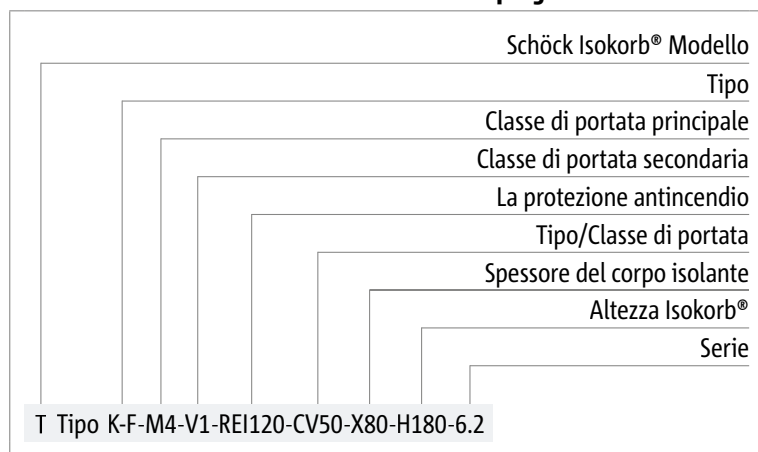 Schöck Isokorb® Modello
Tipo
Classe di portata principale
Classe di portata secondaria
La protezione antincendio
Tipo/Classe di portata
Spessore del corpo isolante
Altezza Isokorb®
Serie
T Tipo K-F-M4-V1-REI120-CV50-X80-H180-6.2